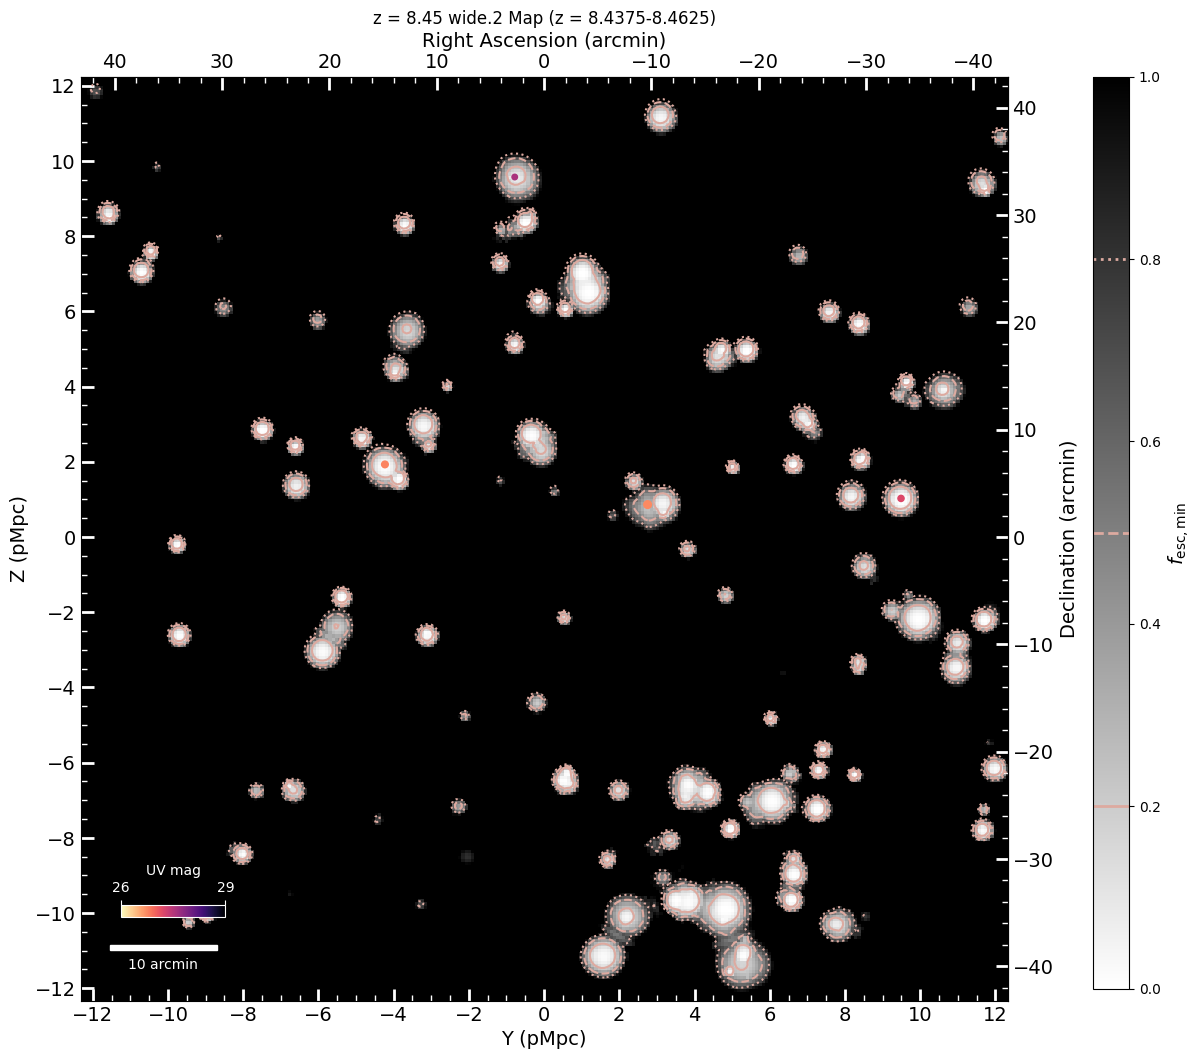 z = 8.45 wide.2 Map (z = 8.4375-8.4625)
Right Ascension (arcmin)
40 30 20 10 0 −10 −20 −30 −40
12
10
8
6
4
2
0
−2
−4
−6
−8
−10
−12
Z (pMpc)
40
30
20
10
0
−10
−20
−30
−40
Declination (arcmin)
1.0
0.8
0.6
0.4
0.2
0.0
f_esc,min
UV mag
26 29
10 arcmin
−12 −10 −8 −6 −4 −2 0 2 4 6 8 10 12
Y (pMpc)